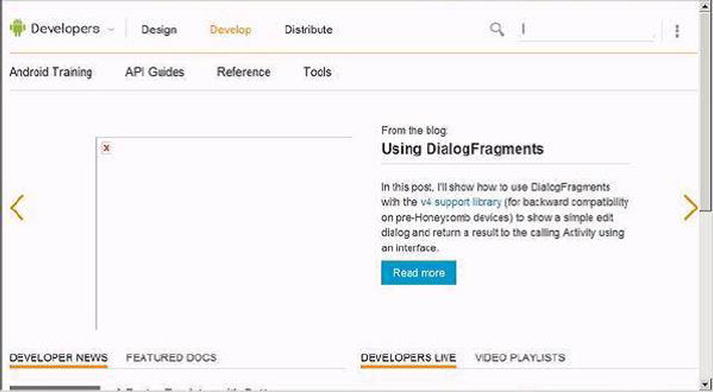 Developers Design Develop Distribute
Android Training API Guides Reference Tools
From the blog:
Using DialogFragments
In this post, I'll show how to use DialogFragments
with the v4 support library (for backward compatibility
on pre-Honeycomb devices) to show a simple edit
dialog and return a result to the calling Activity using
an interface.
Read more
DEVELOPER NEWS FEATURED DOCS DEVELOPERS LIVE VIDEO PLAYLISTS